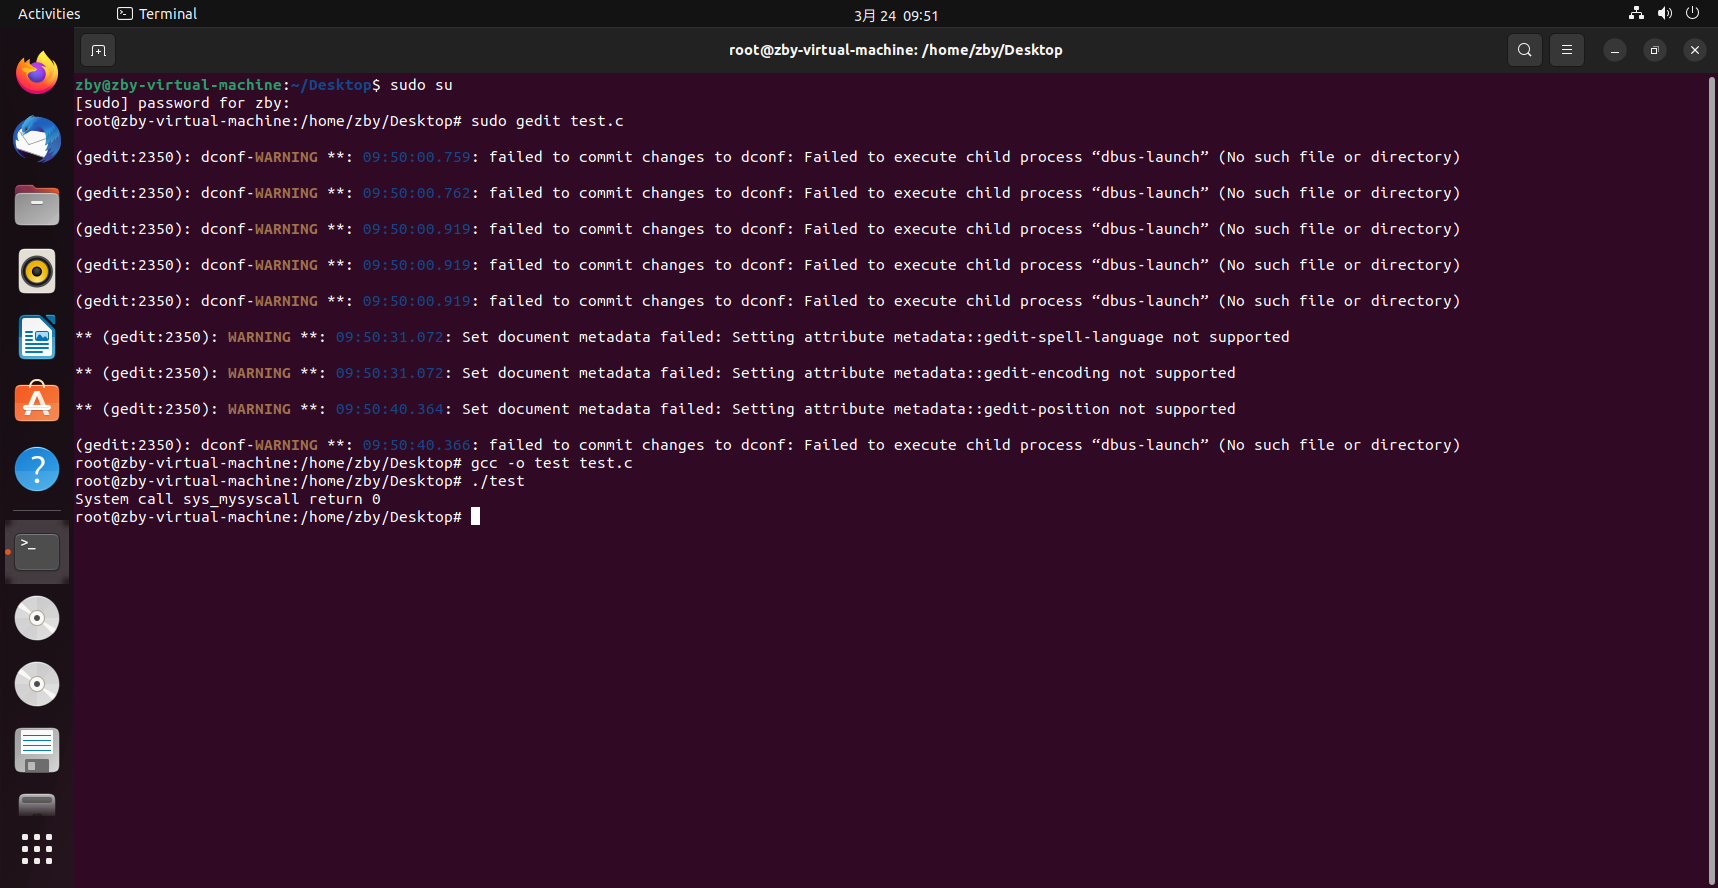 Activities
Terminal
3月 24 09:51
root@zby-virtual-machine: /home/zby/Desktop
zby@zby-virtual-machine:~/Desktop$ sudo su
[sudo] password for zby:
root@zby-virtual-machine:/home/zby/Desktop# sudo gedit test.c
(gedit:2350): dconf-WARNING **: 09:50:00.759: failed to commit changes to dconf: Failed to execute child process “dbus-launch” (No such file or directory)
(gedit:2350): dconf-WARNING **: 09:50:00.762: failed to commit changes to dconf: Failed to execute child process “dbus-launch” (No such file or directory)
(gedit:2350): dconf-WARNING **: 09:50:00.919: failed to commit changes to dconf: Failed to execute child process “dbus-launch” (No such file or directory)
(gedit:2350): dconf-WARNING **: 09:50:00.919: failed to commit changes to dconf: Failed to execute child process “dbus-launch” (No such file or directory)
(gedit:2350): dconf-WARNING **: 09:50:00.919: failed to commit changes to dconf: Failed to execute child process “dbus-launch” (No such file or directory)
** (gedit:2350): WARNING **: 09:50:31.072: Set document metadata failed: Setting attribute metadata::gedit-spell-language not supported
** (gedit:2350): WARNING **: 09:50:31.072: Set document metadata failed: Setting attribute metadata::gedit-encoding not supported
** (gedit:2350): WARNING **: 09:50:40.364: Set document metadata failed: Setting attribute metadata::gedit-position not supported
(gedit:2350): dconf-WARNING **: 09:50:40.366: failed to commit changes to dconf: Failed to execute child process “dbus-launch” (No such file or directory)
root@zby-virtual-machine:/home/zby/Desktop# gcc -o test test.c
root@zby-virtual-machine:/home/zby/Desktop# ./test
System call sys_mysyscall return 0
root@zby-virtual-machine:/home/zby/Desktop#